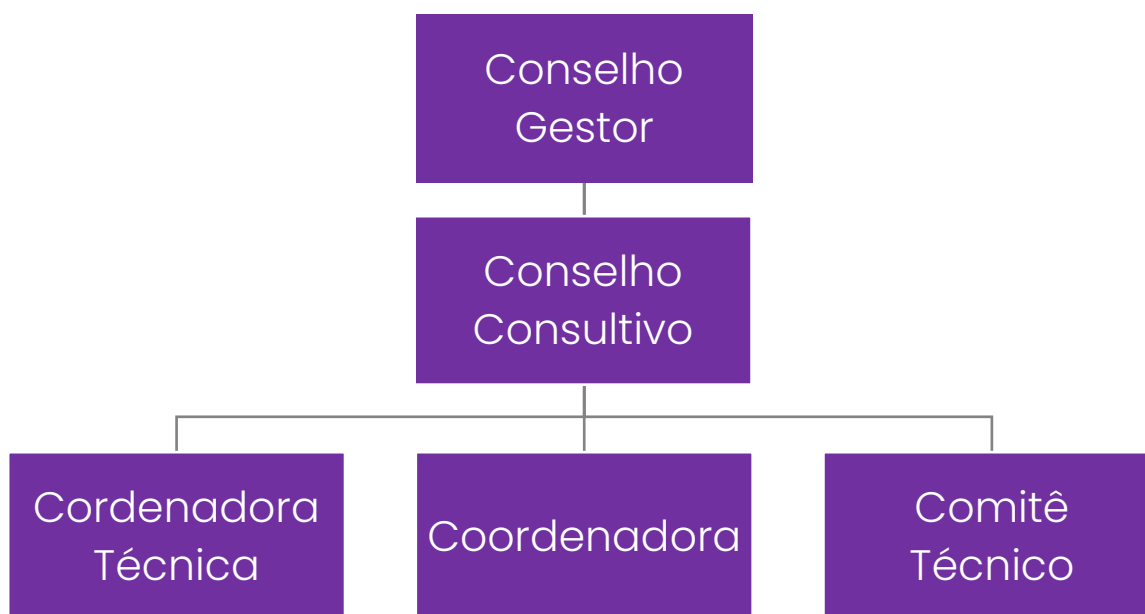 Conselho
Gestor
Conselho
Consultivo
Cordenadora
Técnica
Coordenadora
Comitê
Técnico